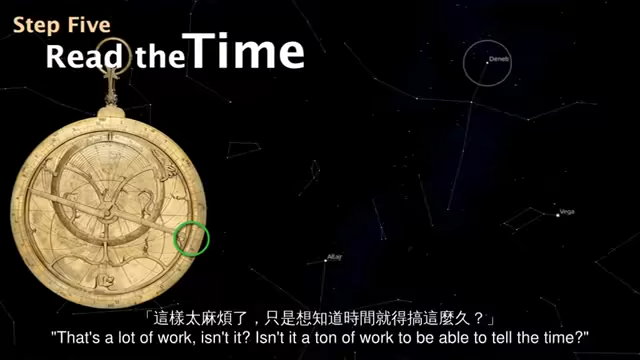 Step Five
Read the Time
Deneb
Vega
Altair
「這樣太麻煩了，只是想知道時間就得搞這麼久？」
"That's a lot of work, isn't it? Isn't it a ton of work to be able to tell the time?"